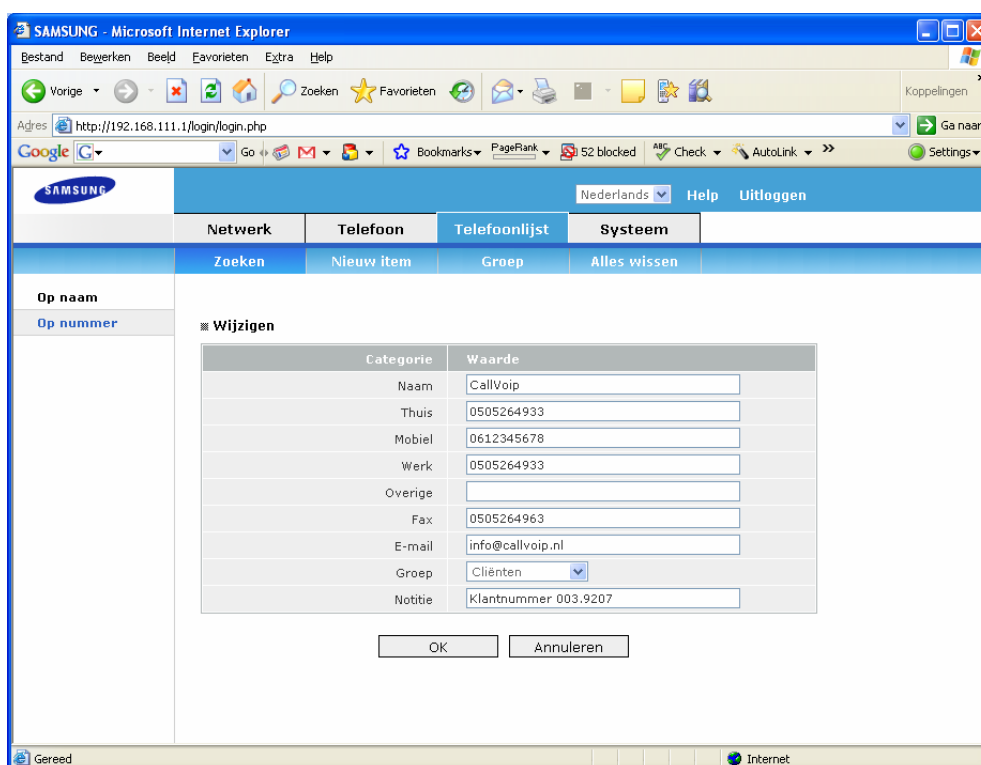 SAMSUNG - Microsoft Internet Explorer
Bestand Bewerken Beeld Favorieten Extra Help
Vorige Zoeken Favorieten Koppelingen
Adres http://192.168.111.1/login/login.php Ga naar
Google G Go Bookmarks PageRank 52 blocked ABC Check AutoLink » Settings
SAMSUNG Nederlands Help Uitloggen
Netwerk Telefoon Telefoonlijst Systeem
Zoeken Nieuw item Groep Alles wissen
Op naam
Op nummer
Wijzigen
Categorie Waarde
Naam CallVoip
Thuis 0505264933
Mobiel 0612345678
Werk 0505264933
Overige
Fax 0505264963
E-mail info@callvoip.nl
Groep Cliënten
Notitie Klantnummer 003.9207
OK Annuleren
Gereed Internet